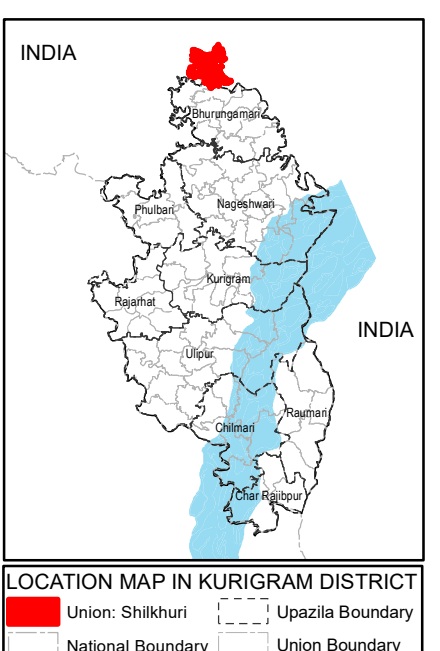 INDIA
Bhurungamari
Phulbari
Nageshwari
Kurigram
Rajarhat
INDIA
Ulipur
Raumari
Chilmari
Char Rajibpur
LOCATION MAP IN KURIGRAM DISTRICT
Union: Shilkhuri
Upazila Boundary
National Boundary
Union Boundary